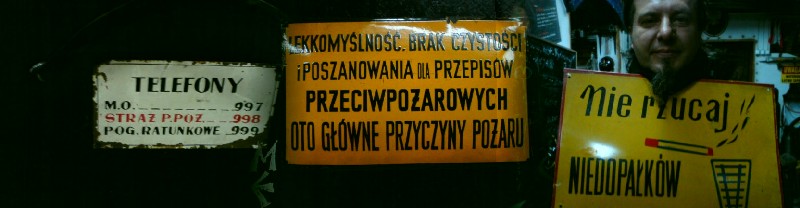 TELEFONY
M.O. 997
STRAŻ P.POŻ. 998
POG. RATUNKOWE 999
LEKKOMYŚLNOŚĆ, BRAK CZYSTOŚCI
i POSZANOWANIA DLA PRZEPISÓW
PRZECIWPOŻAROWYCH
OTO GŁÓWNE PRZYCZYNY POŻARU
Nie rzucaj
NIEDOPAŁKÓW